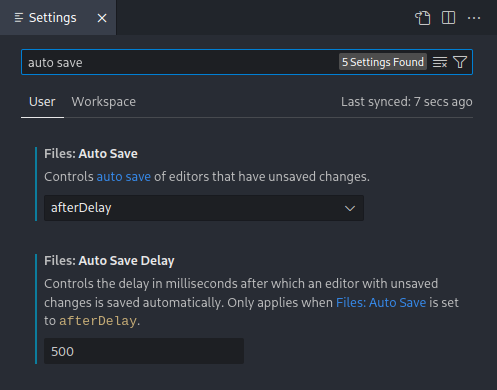 Settings
auto save
5 Settings Found
User Workspace Last synced: 7 secs ago
Files: Auto Save
Controls auto save of editors that have unsaved changes.
afterDelay
Files: Auto Save Delay
Controls the delay in milliseconds after which an editor with unsaved
changes is saved automatically. Only applies when Files: Auto Save is set
to afterDelay.
500